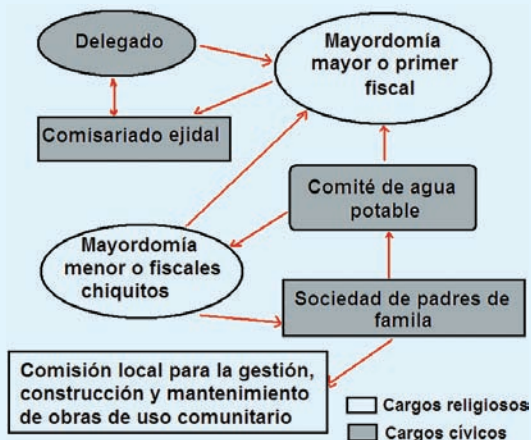 Delegado
Mayordomía
mayor o primer
fiscal
Comisariado ejidal
Comité de agua
potable
Mayordomía
menor o fiscales
chiquitos
Sociedad de padres de
famila
Comisión local para la gestión,
construcción y mantenimiento
de obras de uso comunitario
Cargos religiosos
Cargos cívicos